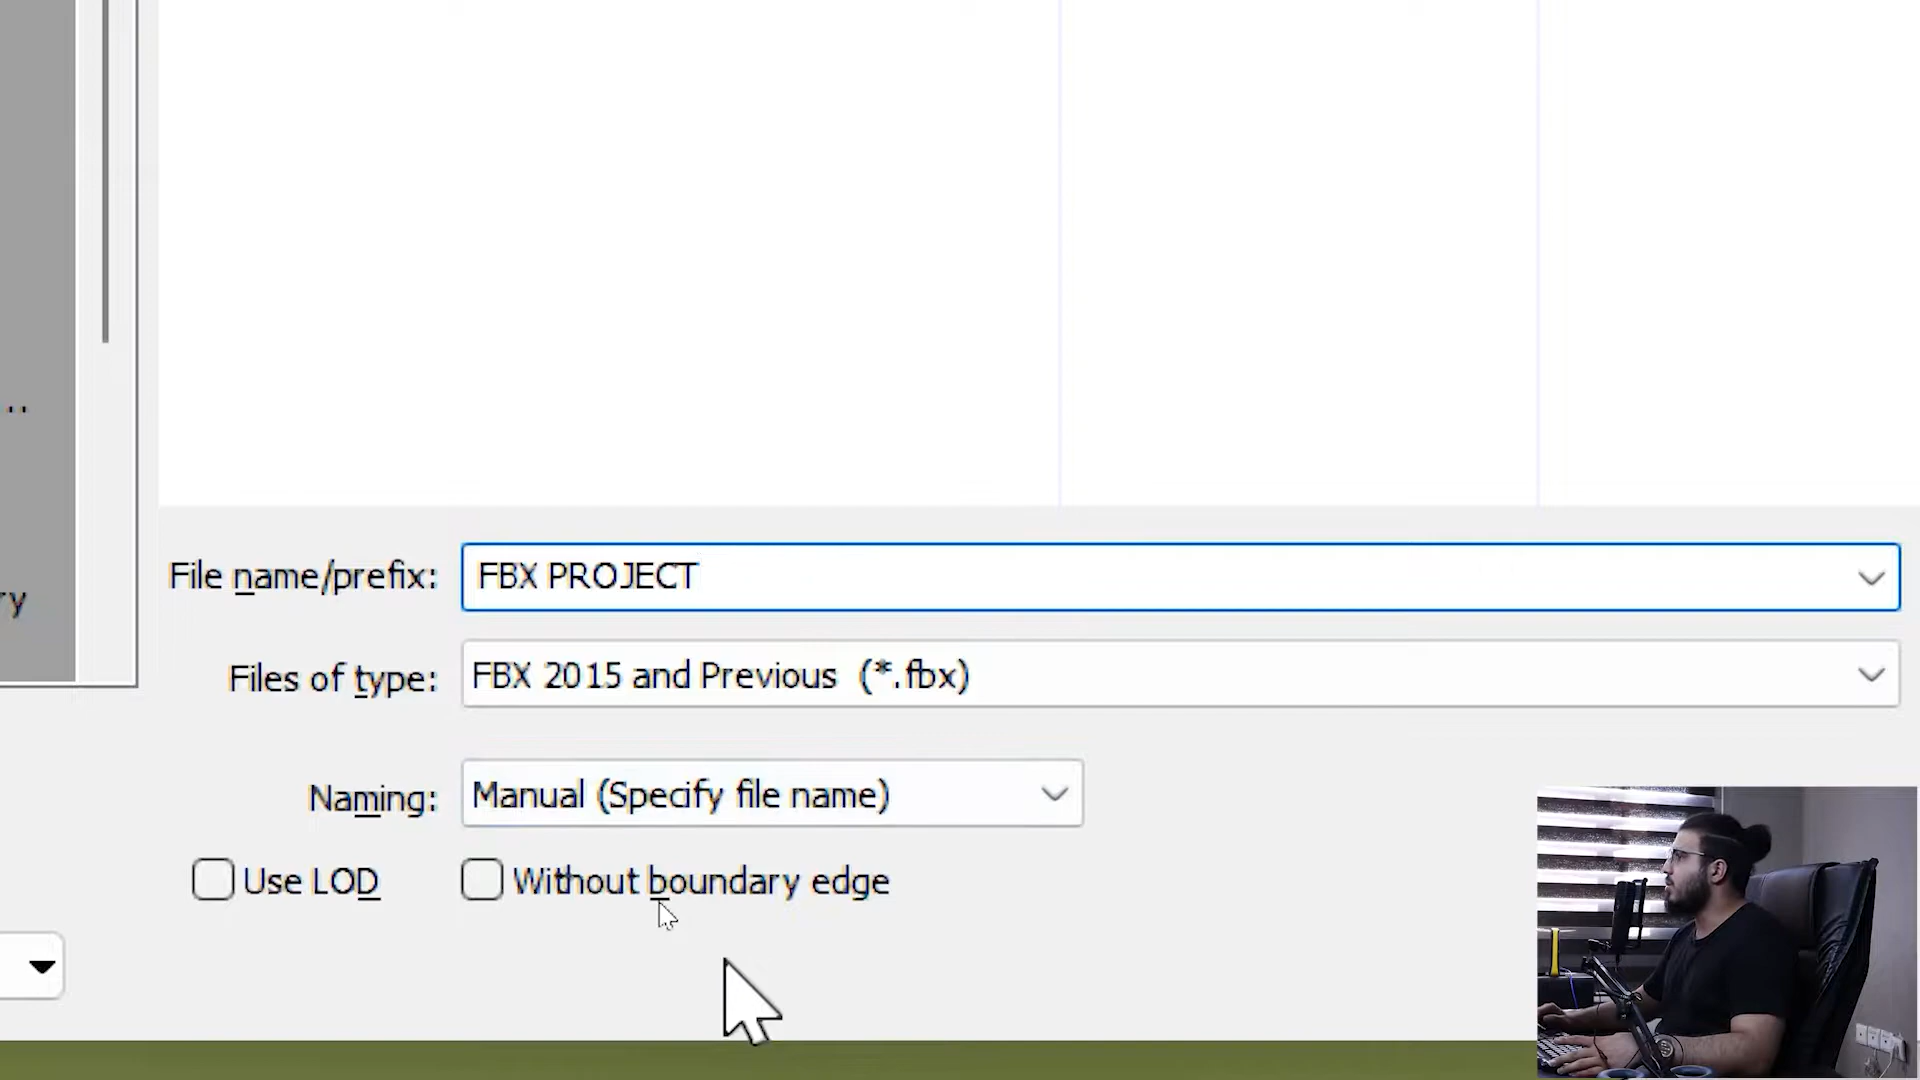 ..
ry
File name/prefix: FBX PROJECT
Files of type: FBX 2015 and Previous (*.fbx)
Naming: Manual (Specify file name)
Use LOD Without boundary edge